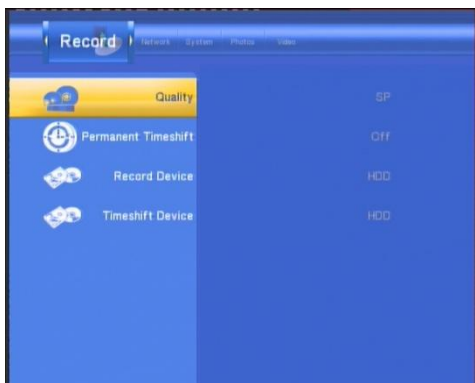 Record Network System Photos Video
Quality SP
Permanent Timeshift Off
Record Device HDD
Timeshift Device HDD